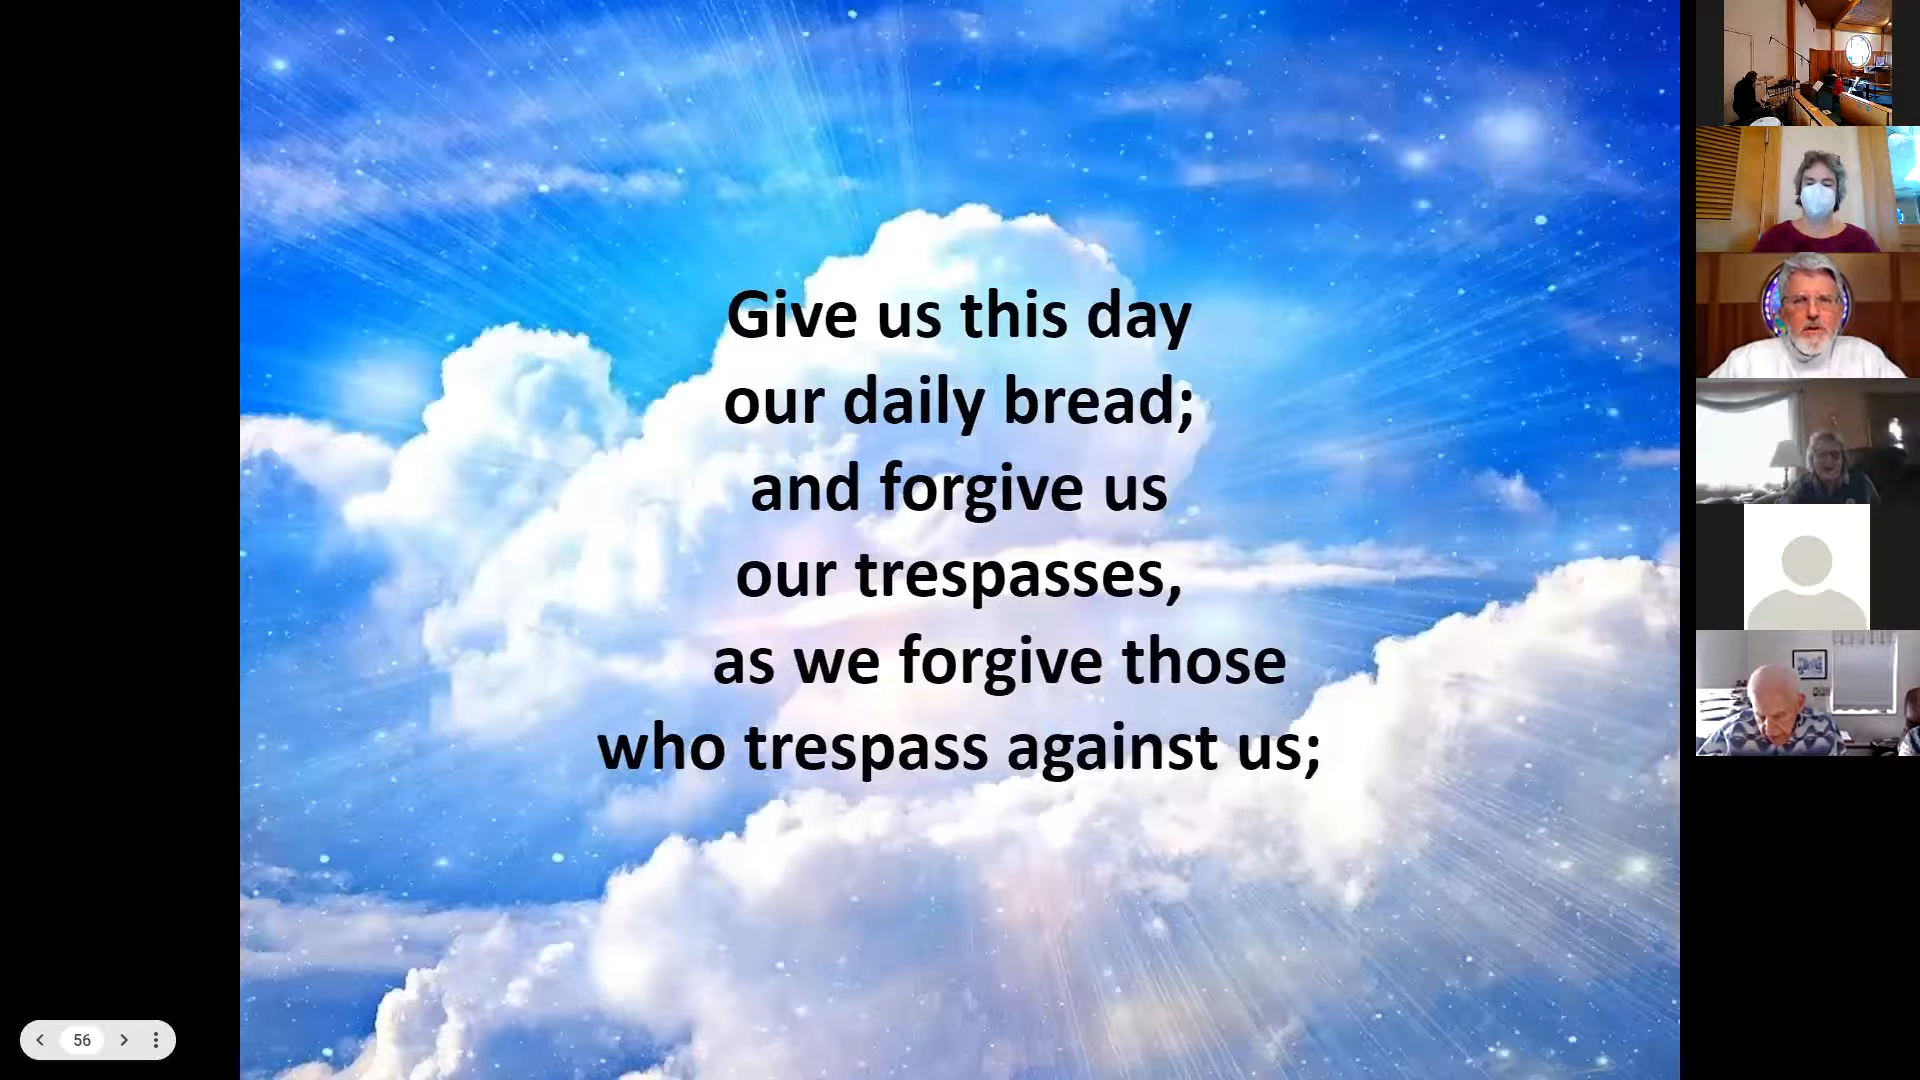 Give us this day
our daily bread;
and forgive us
our trespasses,
as we forgive those
who trespass against us;
56